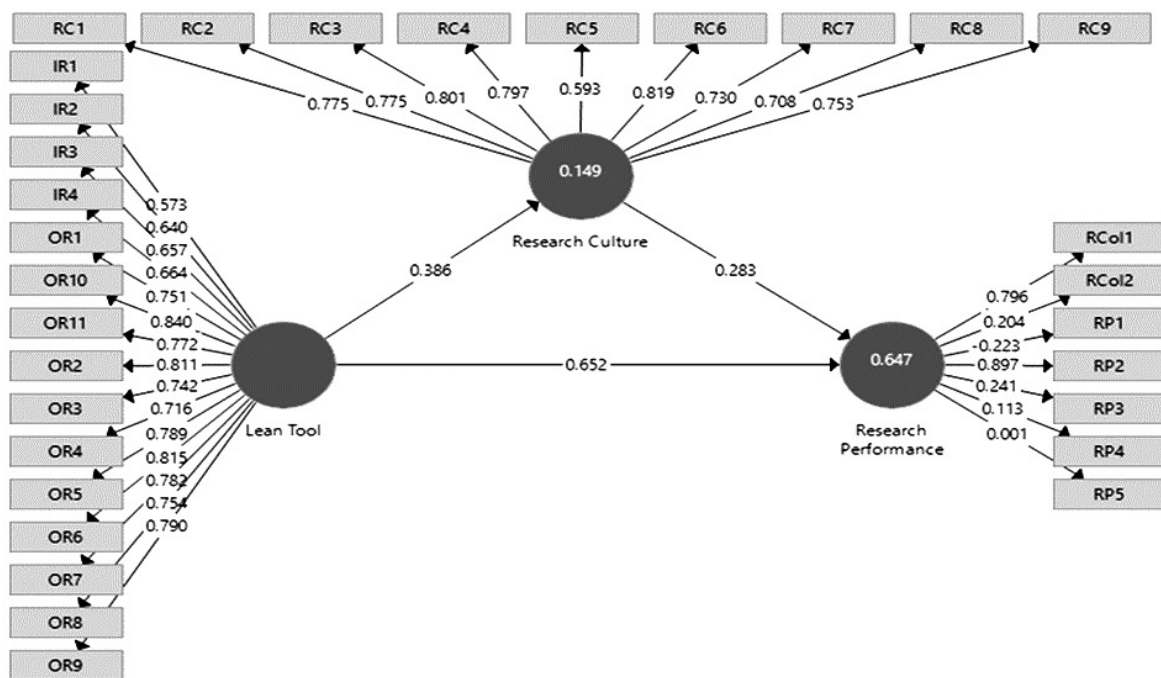 RC1 RC2 RC3 RC4 RC5 RC6 RC7 RC8 RC9
0.775 0.775 0.801 0.797 0.593 0.819 0.730 0.708 0.753
IR1
IR2
IR3
IR4
OR1
OR10
OR11
OR2
OR3
OR4
OR5
OR6
OR7
OR8
OR9
0.573
0.640
0.657
0.664
0.751
0.840
0.772
0.811
0.742
0.716
0.789
0.815
0.782
0.754
0.790
0.149
Research Culture
0.386
0.283
Lean Tool
0.652
0.647
Research
Performance
0.796
0.204
-0.223
0.897
0.241
0.113
0.001
RCol1
RCol2
RP1
RP2
RP3
RP4
RP5